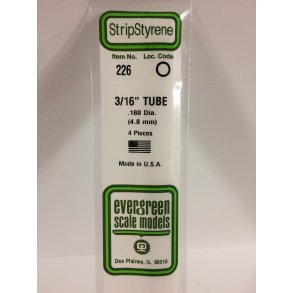 StripStyrene
Item No. Loc. Code
226
3/16" TUBE
.188 Dia.
(4.8 mm)
4 Pieces
Made in U.S.A.
evergreen
scale models
Des Plaines, IL 60018